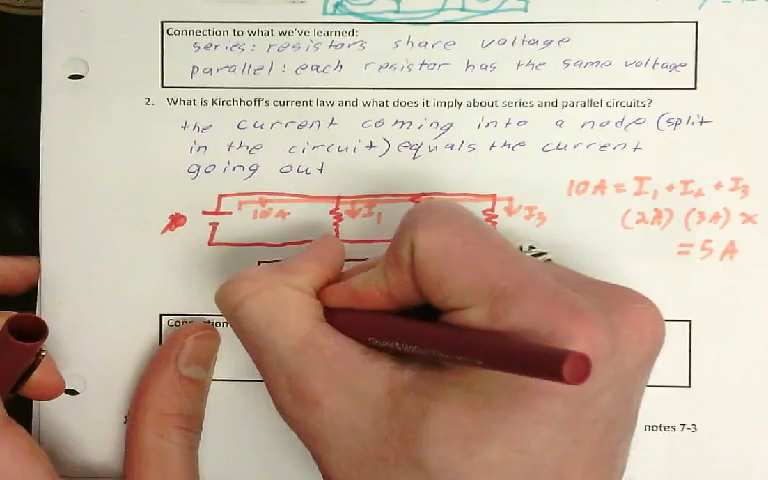 Connection to what we've learned:
series: resistors share voltage
parallel: each resistor has the same voltage
2. What is Kirchhoff's current law and what does it imply about series and parallel circuits?
the current coming into a node (split
in the circuit) equals the current
going out
10A = I₁ + I₂ + I₃
(2A) (3A) x
= 5A
10A I₁ I₃
notes 7-3